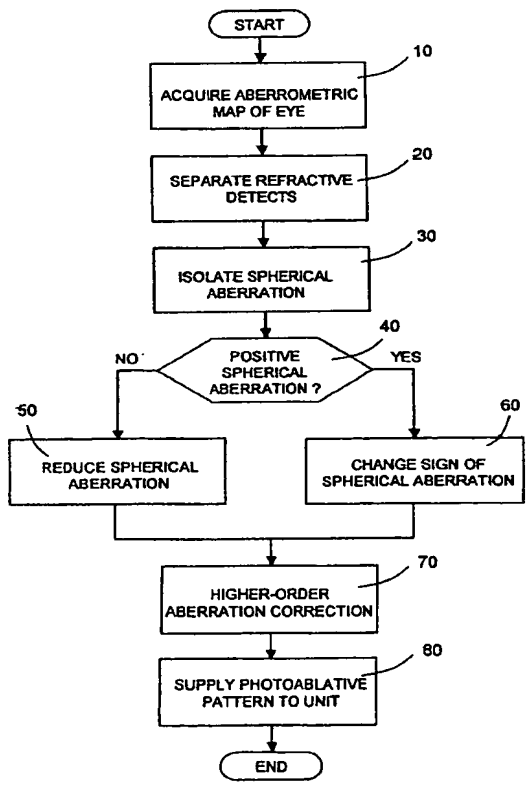 START
10
ACQUIRE ABERROMETRIC
MAP OF EYE
20
SEPARATE REFRACTIVE
DETECTS
30
ISOLATE SPHERICAL
ABERRATION
40
POSITIVE
SPHERICAL
ABERRATION ?
NO
YES
50
REDUCE SPHERICAL
ABERRATION
60
CHANGE SIGN OF
SPHERICAL ABERRATION
70
HIGHER-ORDER
ABERRATION CORRECTION
80
SUPPLY PHOTOABLATIVE
PATTERN TO UNIT
END